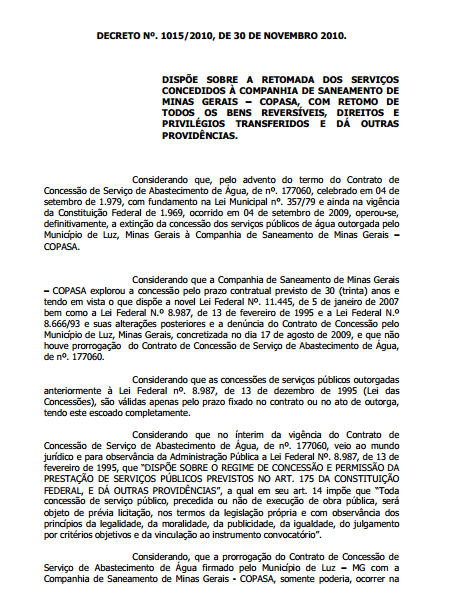 DECRETO Nº. 1015/2010, DE 30 DE NOVEMBRO 2010.
DISPÕE SOBRE A RETOMADA DOS SERVIÇOS
CONCEDIDOS À COMPANHIA DE SANEAMENTO DE
MINAS GERAIS – COPASA, COM RETOMO DE
TODOS OS BENS REVERSÍVEIS, DIREITOS E
PRIVILÉGIOS TRANSFERIDOS E DÁ OUTRAS
PROVIDÊNCIAS.
Considerando que, pelo advento do termo do Contrato de
Concessão de Serviço de Abastecimento de Água, de nº. 177060, celebrado em 04 de
setembro de 1.979, com fundamento na Lei Municipal nº. 357/79 e ainda na vigência
da Constituição Federal de 1.969, ocorrido em 04 de setembro de 2009, operou-se,
definitivamente, a extinção da concessão dos serviços públicos de água outorgada pelo
Município de Luz, Minas Gerais à Companhia de Saneamento de Minas Gerais –
COPASA.
Considerando que a Companhia de Saneamento de Minas Gerais
– COPASA explorou a concessão pelo prazo contratual previsto de 30 (trinta) anos e
tendo em vista o que dispõe a novel Lei Federal Nº. 11.445, de 5 de janeiro de 2007
bem como a Lei Federal N.º 8.987, de 13 de fevereiro de 1995 e a Lei Federal N.º
8.666/93 e suas alterações posteriores e a denúncia do Contrato de Concessão pelo
Município de Luz, Minas Gerais, concretizada no dia 17 de agosto de 2009, e que não
houve prorrogação do Contrato de Concessão de Serviço de Abastecimento de Água,
de nº. 177060.
Considerando que as concessões de serviços públicos outorgadas
anteriormente à Lei Federal nº. 8.987, de 13 de dezembro de 1995 (Lei das
Concessões), são válidas apenas pelo prazo fixado no contrato ou no ato de outorga,
tendo este escoado completamente.
Considerando que no ínterim da vigência do Contrato de
Concessão de Serviço de Abastecimento de Água, de nº. 177060, veio ao mundo
jurídico e para observância da Administração Pública a Lei Federal Nº. 8.987, de 13 de
fevereiro de 1995, que “DISPÕE SOBRE O REGIME DE CONCESSÃO E PERMISSÃO DA
PRESTAÇÃO DE SERVIÇOS PÚBLICOS PREVISTOS NO ART. 175 DA CONSTITUIÇÃO
FEDERAL, E DÁ OUTRAS PROVIDÊNCIAS”, a qual em seu art. 14 impõe que “Toda
concessão de serviço público, precedida ou não de execução de obra pública, será
objeto de prévia licitação, nos termos da legislação própria e com observância dos
princípios da legalidade, da moralidade, da publicidade, da igualdade, do julgamento
por critérios objetivos e da vinculação ao instrumento convocatório”.
Considerando, que a prorrogação do Contrato de Concessão de
Serviço de Abastecimento de Água firmado pelo Município de Luz – MG com a
Companhia de Saneamento de Minas Gerais - COPASA, somente poderia, ocorrer na